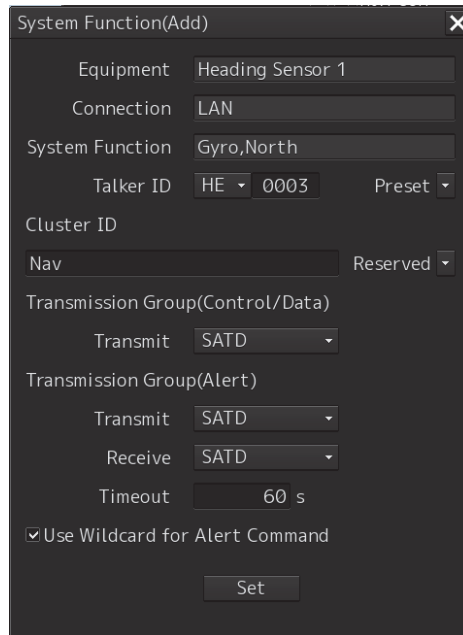 System Function(Add)
Equipment Heading Sensor 1
Connection LAN
System Function Gyro,North
Talker ID HE 0003 Preset
Cluster ID
Nav Reserved
Transmission Group(Control/Data)
Transmit SATD
Transmission Group(Alert)
Transmit SATD
Receive SATD
Timeout 60 s
Use Wildcard for Alert Command
Set